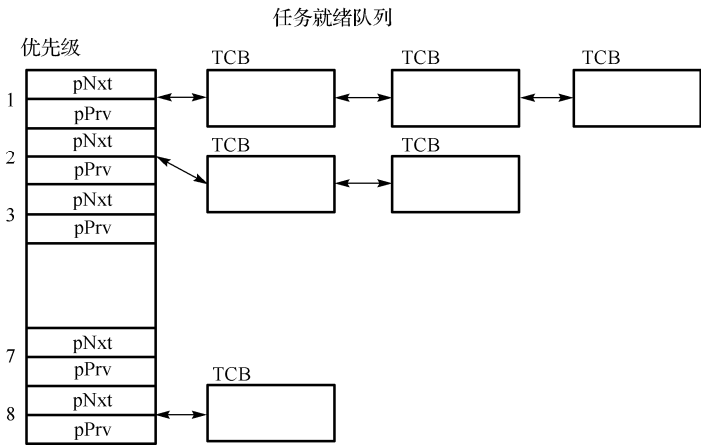 任务就绪队列
优先级
TCB TCB TCB
1 pNxt
pPrv
2 pNxt
pPrv
TCB TCB
3 pNxt
pPrv
7 pNxt
pPrv
TCB
8 pNxt
pPrv